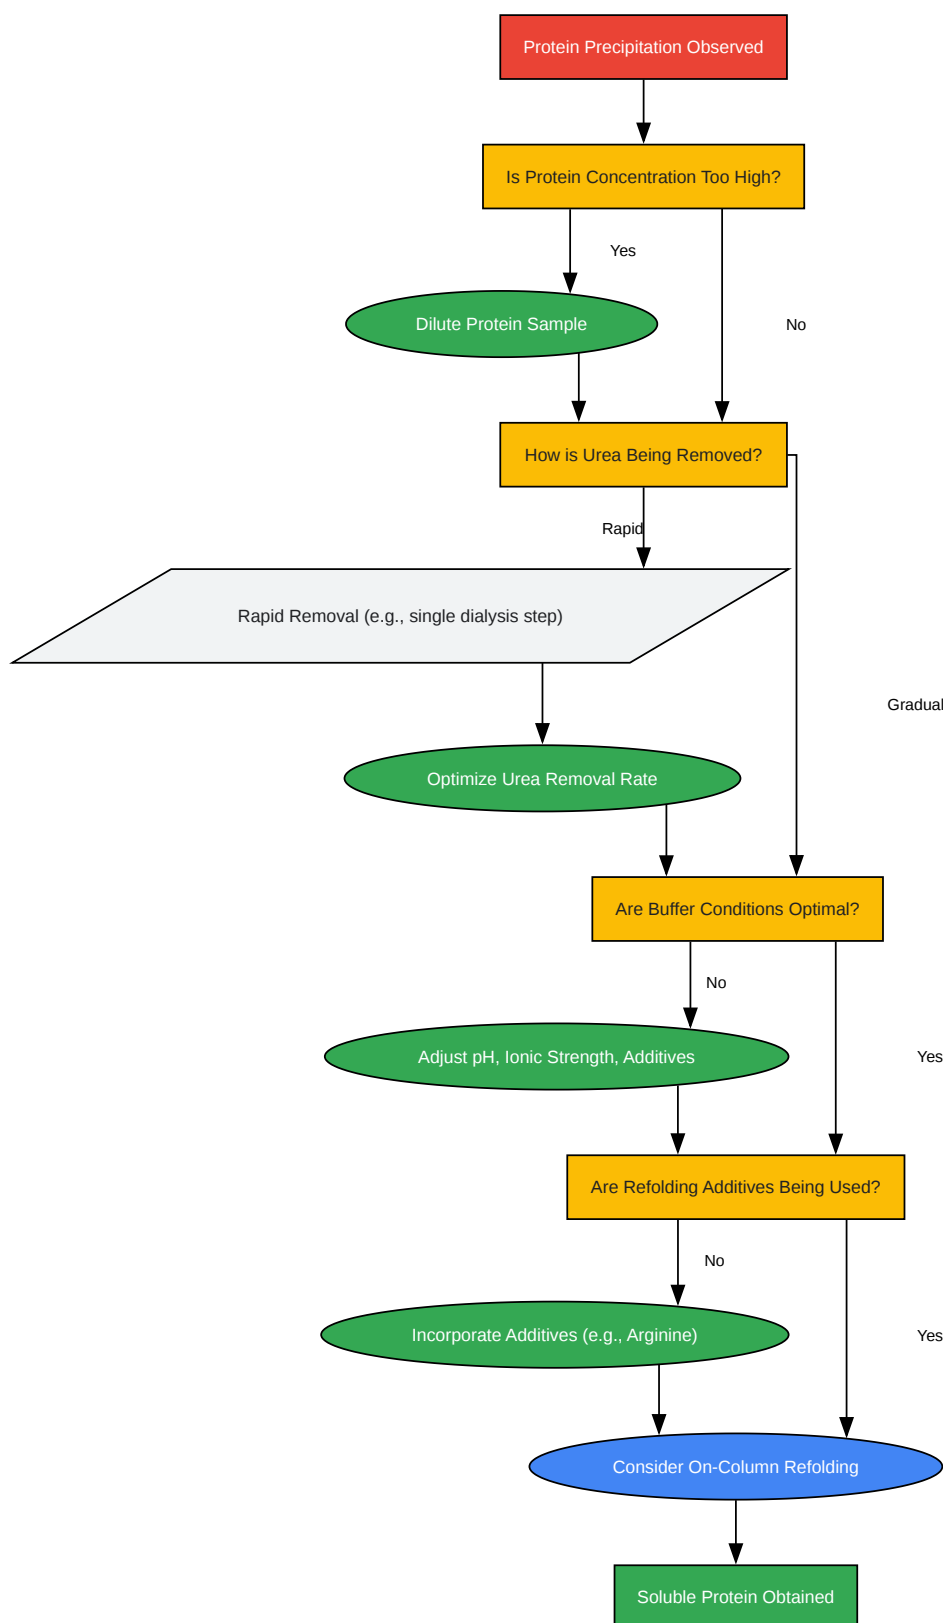 Protein Precipitation Observed
Is Protein Concentration Too High?
Yes
Dilute Protein Sample
No
How is Urea Being Removed?
Rapid
Rapid Removal (e.g., single dialysis step)
Gradual
Optimize Urea Removal Rate
Are Buffer Conditions Optimal?
No
Adjust pH, Ionic Strength, Additives
Yes
Are Refolding Additives Being Used?
No
Incorporate Additives (e.g., Arginine)
Yes
Consider On-Column Refolding
Soluble Protein Obtained